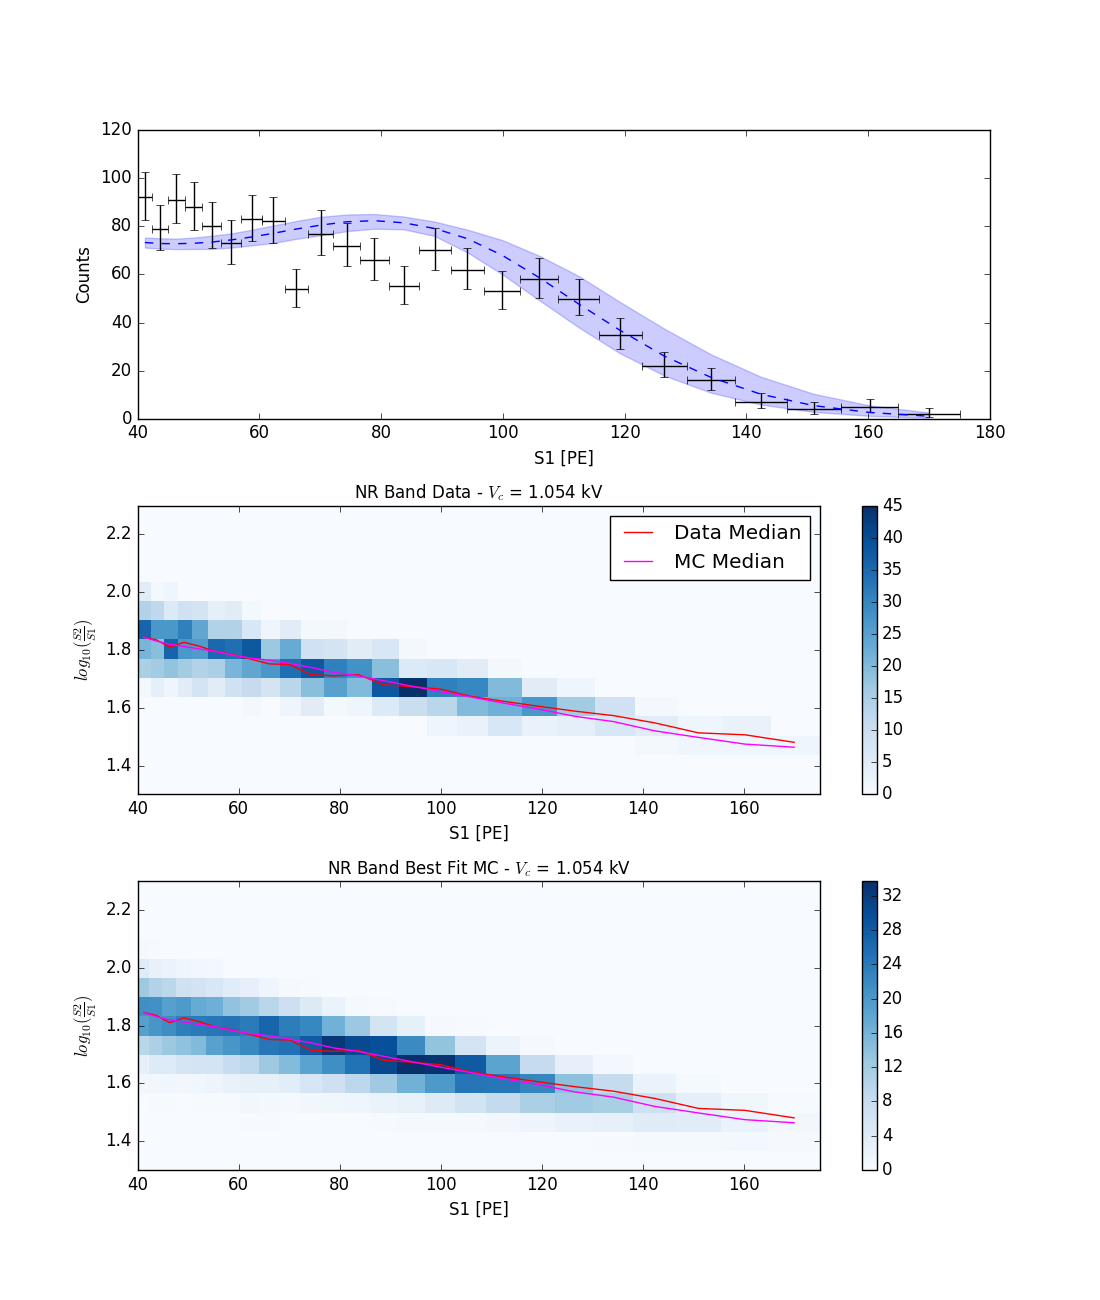 120
100
80
60
40
20
0
Counts
40 60 80 100 120 140 160 180
S1 [PE]
NR Band Data - V_c = 1.054 kV
2.2
2.0
1.8
1.6
1.4
log_10(S2/S1)
Data Median
MC Median
45
40
35
30
25
20
15
10
5
0
40 60 80 100 120 140 160
S1 [PE]
NR Band Best Fit MC - V_c = 1.054 kV
2.2
2.0
1.8
1.6
1.4
log_10(S2/S1)
32
28
24
20
16
12
8
4
0
40 60 80 100 120 140 160
S1 [PE]